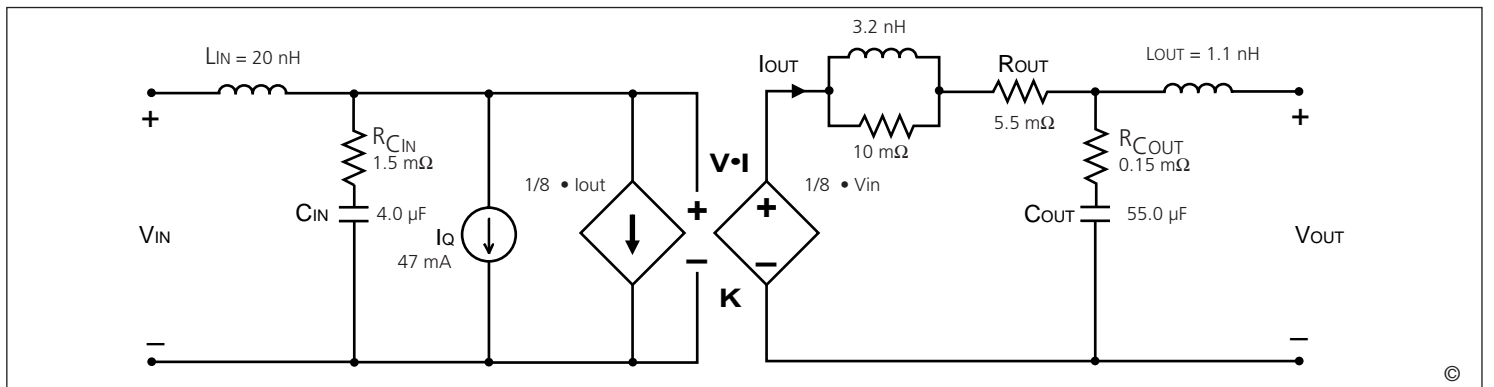 LIN = 20 nH
+
RCIN
1.5 mΩ
CIN
4.0 µF
VIN
−
IQ
47 mA
1/8 • Iout
V•I
+
−
K
+
−
1/8 • Vin
IOUT
3.2 nH
10 mΩ
ROUT
5.5 mΩ
LOUT = 1.1 nH
+
RCOUT
0.15 mΩ
COUT
55.0 µF
VOUT
−
©